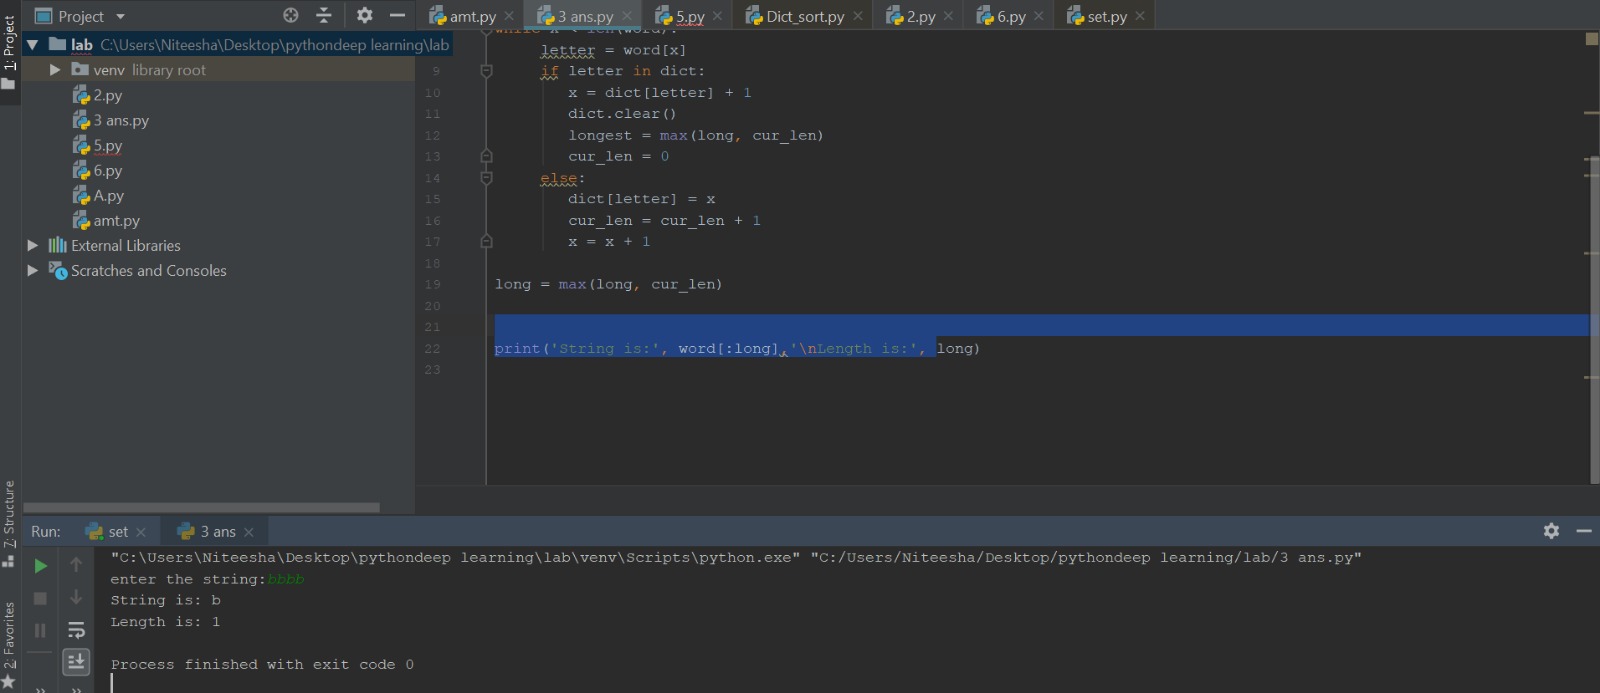 Project
amt.py
3 ans.py
5.py
Dict_sort.py
2.py
6.py
set.py
1: Project
lab C:\Users\Niteesha\Desktop\pythondeep learning\lab
venv library root
2.py
3 ans.py
5.py
6.py
A.py
amt.py
External Libraries
Scratches and Consoles
while x < len(word):
letter = word[x]
9 if letter in dict:
10 x = dict[letter] + 1
11 dict.clear()
12 longest = max(long, cur_len)
13 cur_len = 0
14 else:
15 dict[letter] = x
16 cur_len = cur_len + 1
17 x = x + 1
18
19 long = max(long, cur_len)
20
21
22 print('String is:', word[:long],'\nLength is:', long)
23
7: Structure
2: Favorites
Run: set 3 ans
"C:\Users\Niteesha\Desktop\pythondeep learning\lab\venv\Scripts\python.exe" "C:/Users/Niteesha/Desktop/pythondeep learning/lab/3 ans.py"
enter the string:bbbb
String is: b
Length is: 1
Process finished with exit code 0